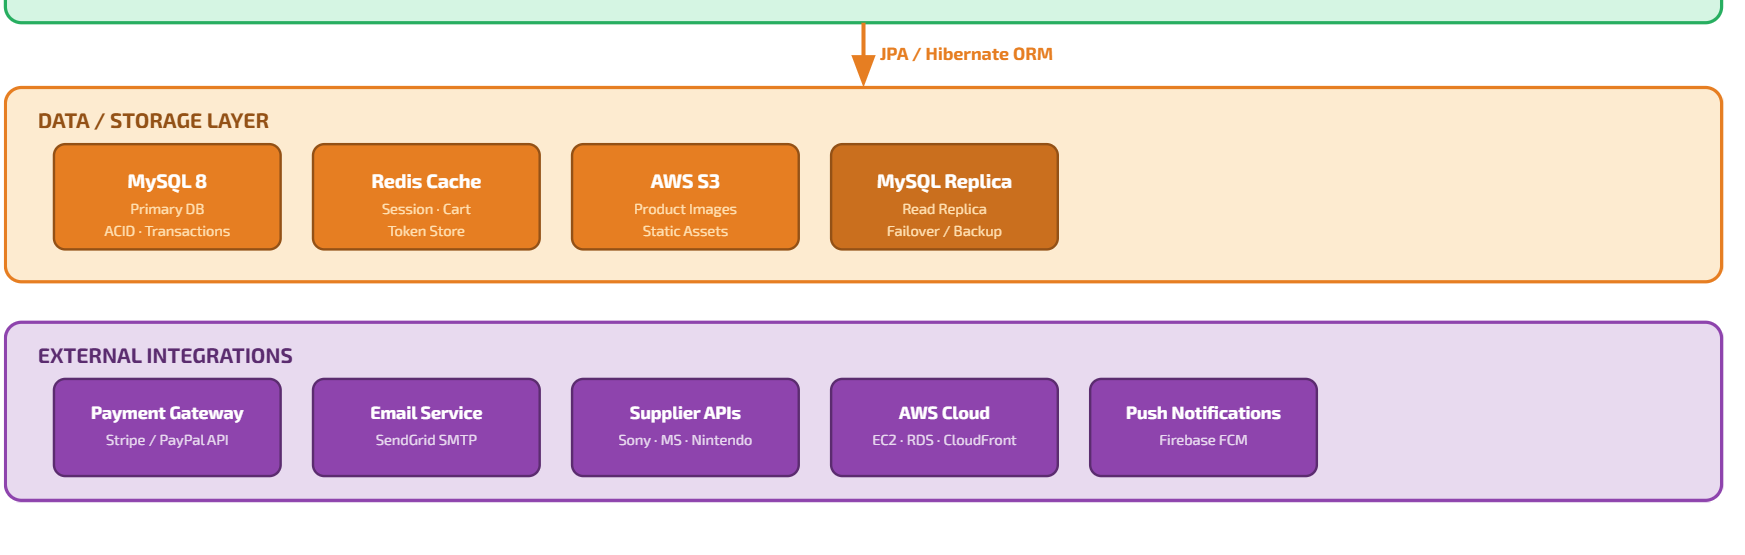 JPA / Hibernate ORM
DATA / STORAGE LAYER
MySQL 8
Primary DB
ACID · Transactions
Redis Cache
Session · Cart
Token Store
AWS S3
Product Images
Static Assets
MySQL Replica
Read Replica
Failover / Backup
EXTERNAL INTEGRATIONS
Payment Gateway
Stripe / PayPal API
Email Service
SendGrid SMTP
Supplier APIs
Sony · MS · Nintendo
AWS Cloud
EC2 · RDS · CloudFront
Push Notifications
Firebase FCM